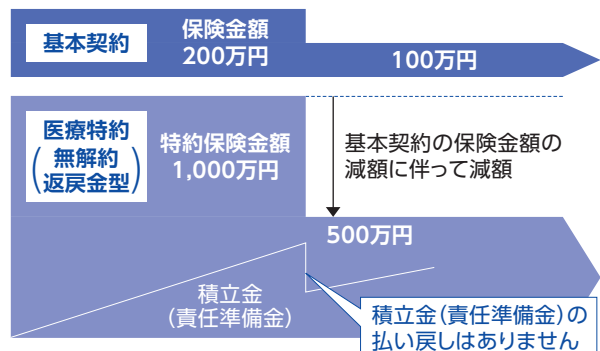 基本契約
保険金額
200万円
100万円
医療特約
(無解約
返戻金型)
特約保険金額
1,000万円
基本契約の保険金額の
減額に伴って減額
500万円
積立金
(責任準備金)
積立金(責任準備金)の
払い戻しはありません